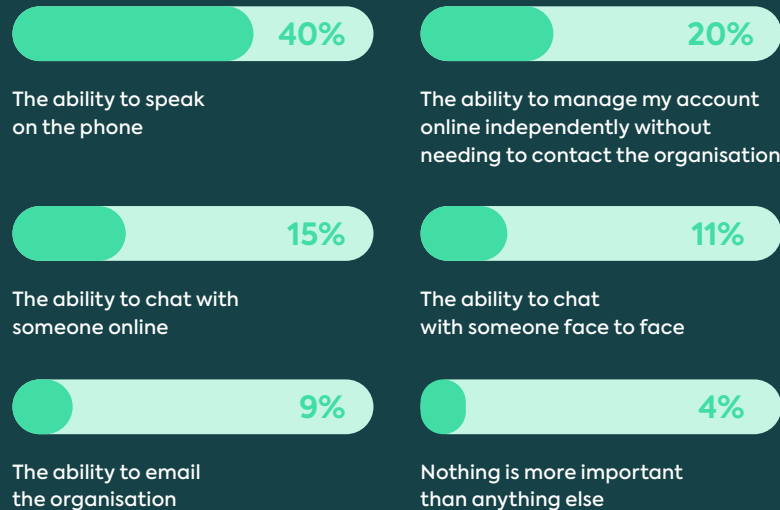 40%
The ability to speak
on the phone
20%
The ability to manage my account
online independently without
needing to contact the organisation
15%
The ability to chat with
someone online
11%
The ability to chat
with someone face to face
9%
The ability to email
the organisation
4%
Nothing is more important
than anything else